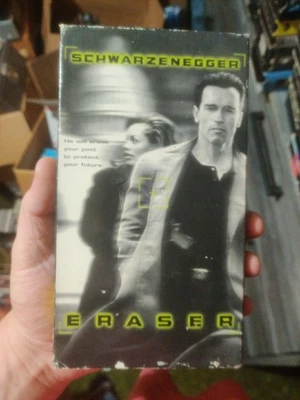 SCHWARZENEGGER
He will erase
your past
to protect
your future.
ERASER